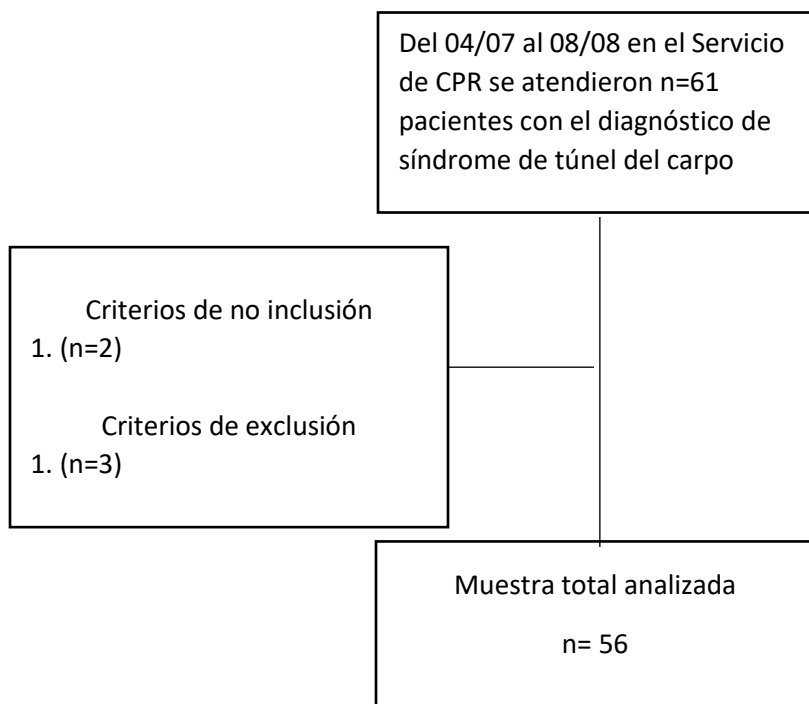 Del 04/07 al 08/08 en el Servicio
de CPR se atendieron n=61
pacientes con el diagnóstico de
síndrome de túnel del carpo
Criterios de no inclusión
1. (n=2)
Criterios de exclusión
1. (n=3)
Muestra total analizada
n= 56